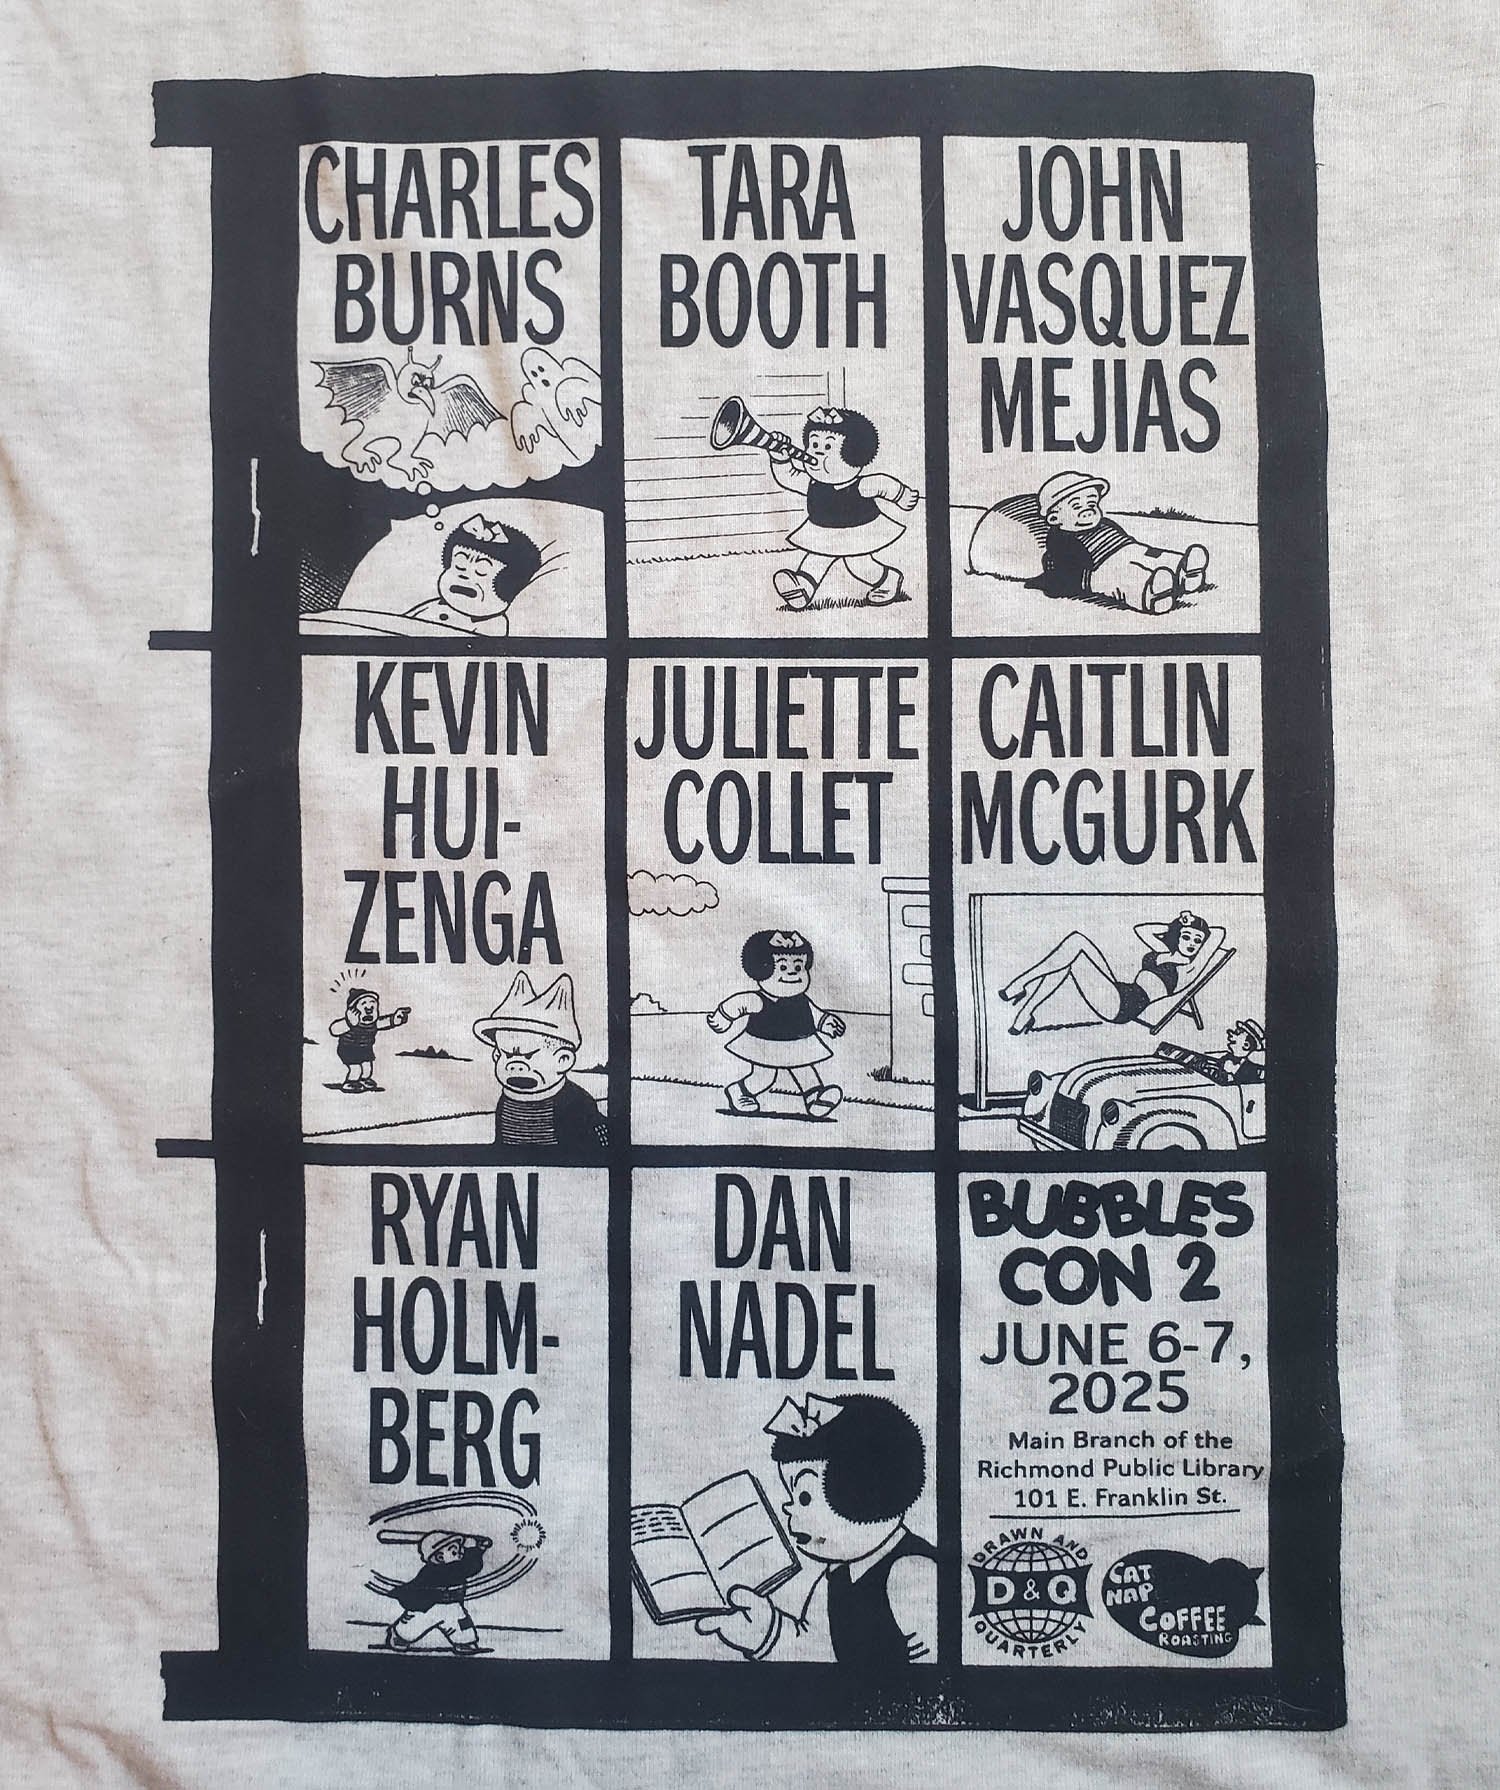 CHARLES
BURNS
TARA
BOOTH
JOHN
VASQUEZ
MEJIAS
KEVIN
HUI-
ZENGA
JULIETTE
COLLET
CAITLIN
MCGURK
RYAN
HOLM-
BERG
DAN
NADEL
BUBBLES
CON 2
JUNE 6-7,
2025
Main Branch of the
Richmond Public Library
101 E. Franklin St.
DRAWN AND
D & Q
QUARTERLY
CAT
NAP
COFFEE
ROASTING